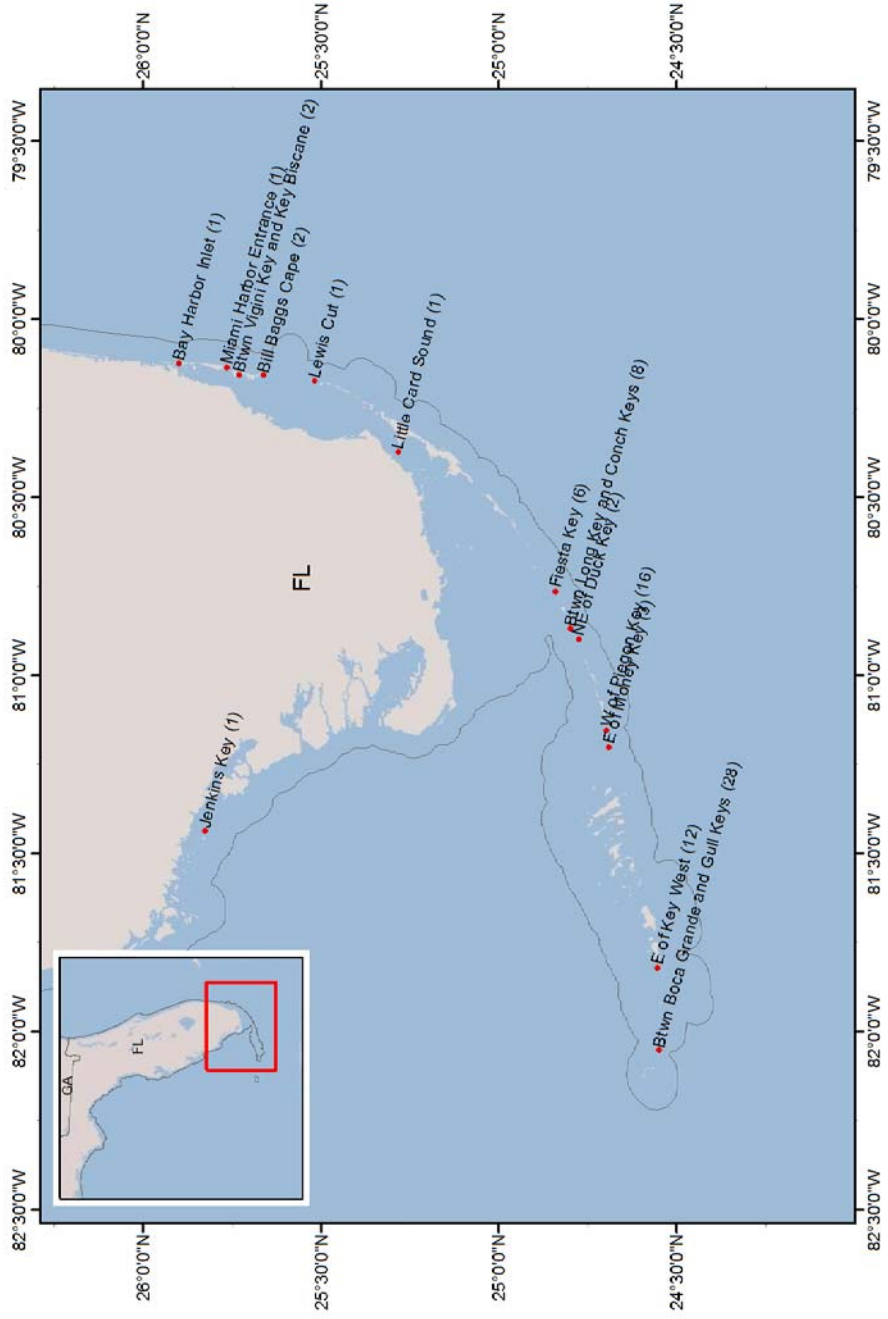 82°30'0"W
82°0'0"W
81°30'0"W
81°0'0"W
80°30'0"W
80°0'0"W
79°30'0"W
26°0'0"N
26°0'0"N
25°30'0"N
25°30'0"N
25°0'0"N
25°0'0"N
24°30'0"N
24°30'0"N
GA
FL
FL
Bay Harbor Inlet (1)
Jenkins Key (1)
Miami Harbor Entrance (1)
Btwn Vigini Key and Key Biscane (2)
Bill Baggs Cape (2)
Lewis Cut (1)
Little Card Sound (1)
Fiesta Key (6)
Btwn Long Key and Conch Keys (8)
NE of Duck Key (2)
W of Piegon Key (16)
E of Money Key (3)
E of Key West (12)
Btwn Boca Grande and Gull Keys (28)
82°30'0"W
82°0'0"W
81°30'0"W
81°0'0"W
80°30'0"W
80°0'0"W
79°30'0"W